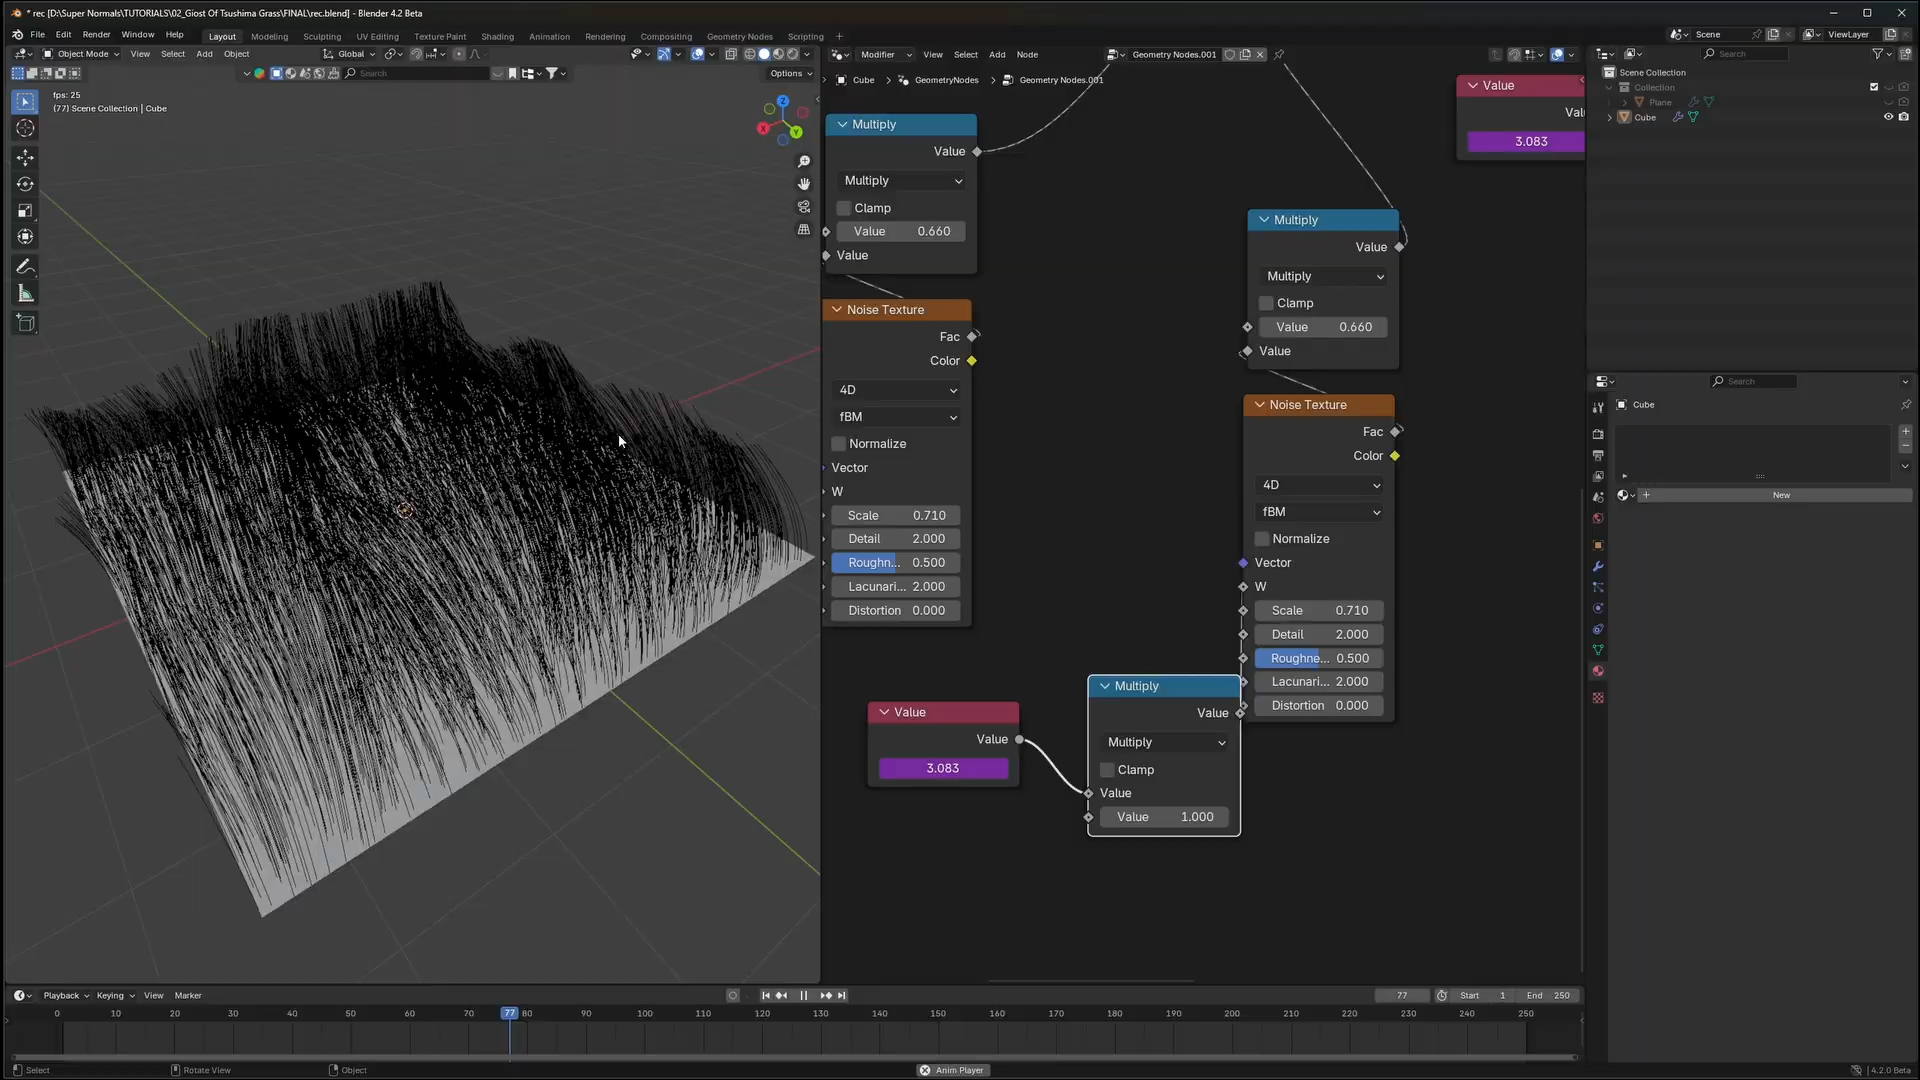 * rec [D:\Super Normals\TUTORIALS\02_Giost Of Tsushima Grass\FINAL\rec.blend] - Blender 4.2 Beta
File Edit Render Window Help Layout Modeling Sculpting UV Editing Texture Paint Shading Animation Rendering Compositing Geometry Nodes Scripting + Scene ViewLayer
Object Mode View Select Add Object Global Modifier View Select Add Node Geometry Nodes.001 Search
Search Options Cube > GeometryNodes > Geometry Nodes.001 Scene Collection
fps: 25
(77) Scene Collection | Cube
Collection
Plane
Cube
Z
X
Y
Value
Value
3.083
Multiply
Value
Multiply
Clamp
Value 0.660
Value
Noise Texture
Fac
Color
4D
fBM
Normalize
Vector
W
Scale 0.710
Detail 2.000
Roughn... 0.500
Lacunari... 2.000
Distortion 0.000
Multiply
Value
Multiply
Clamp
Value 0.660
Value
Noise Texture
Fac
Color
4D
fBM
Normalize
Vector
W
Scale 0.710
Detail 2.000
Roughne... 0.500
Lacunari... 2.000
Distortion 0.000
Value
Value
3.083
Multiply
Value
Multiply
Clamp
Value
Value 1.000
Search
Cube
New
Playback Keying View Marker 77 Start 1 End 250
0 10 20 30 40 50 60 70 77 80 90 100 110 120 130 140 150 160 170 180 190 200 210 220 230 240 250
Select Rotate View Object Anim Player 4.2.0 Beta